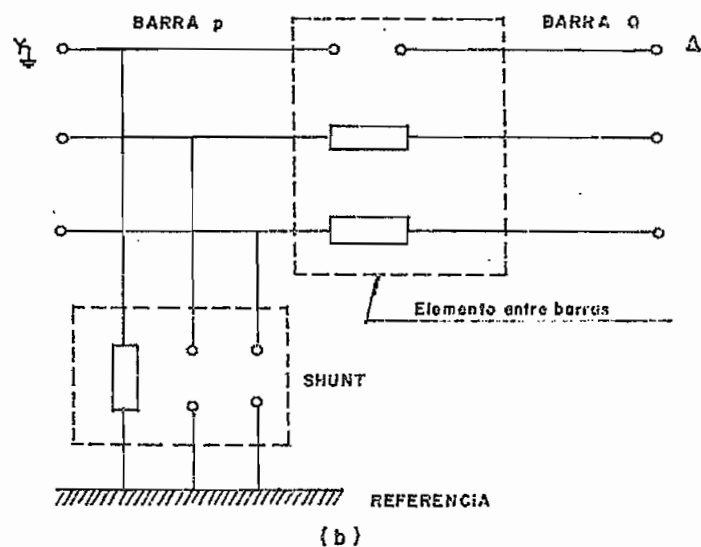 Y
BARRA p
BARRA Q
Δ
Elemento entre barras
SHUNT
REFERENCIA
(b)